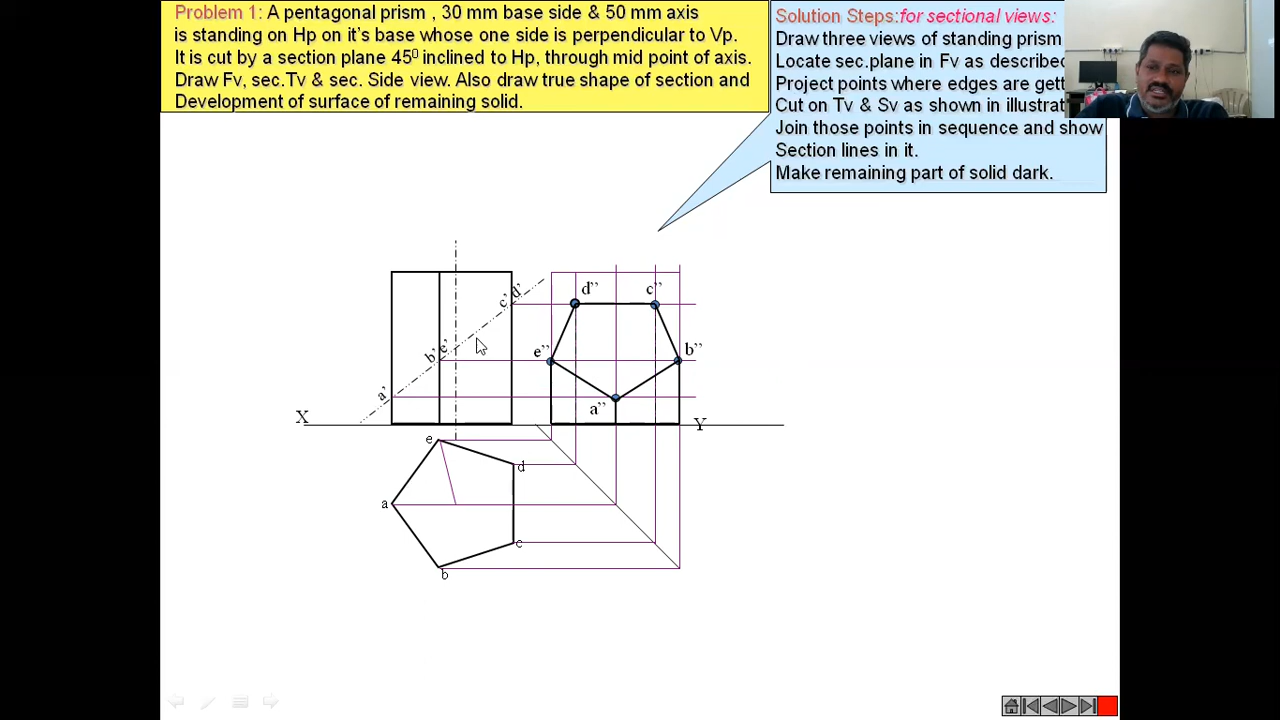 Problem 1: A pentagonal prism , 30 mm base side & 50 mm axis
is standing on Hp on it’s base whose one side is perpendicular to Vp.
It is cut by a section plane 45⁰ inclined to Hp, through mid point of axis.
Draw Fv, sec.Tv & sec. Side view. Also draw true shape of section and
Development of surface of remaining solid.
Solution Steps:for sectional views:
Draw three views of standing prism
Locate sec.plane in Fv as described
Project points where edges are
Cut on Tv & Sv as shown in
Join those points in sequence and show
Section lines in it.
Make remaining part of solid dark.
c’ d’
d” c”
b’ e’
e” b”
a’
a”
X
Y
e
d
a
c
b